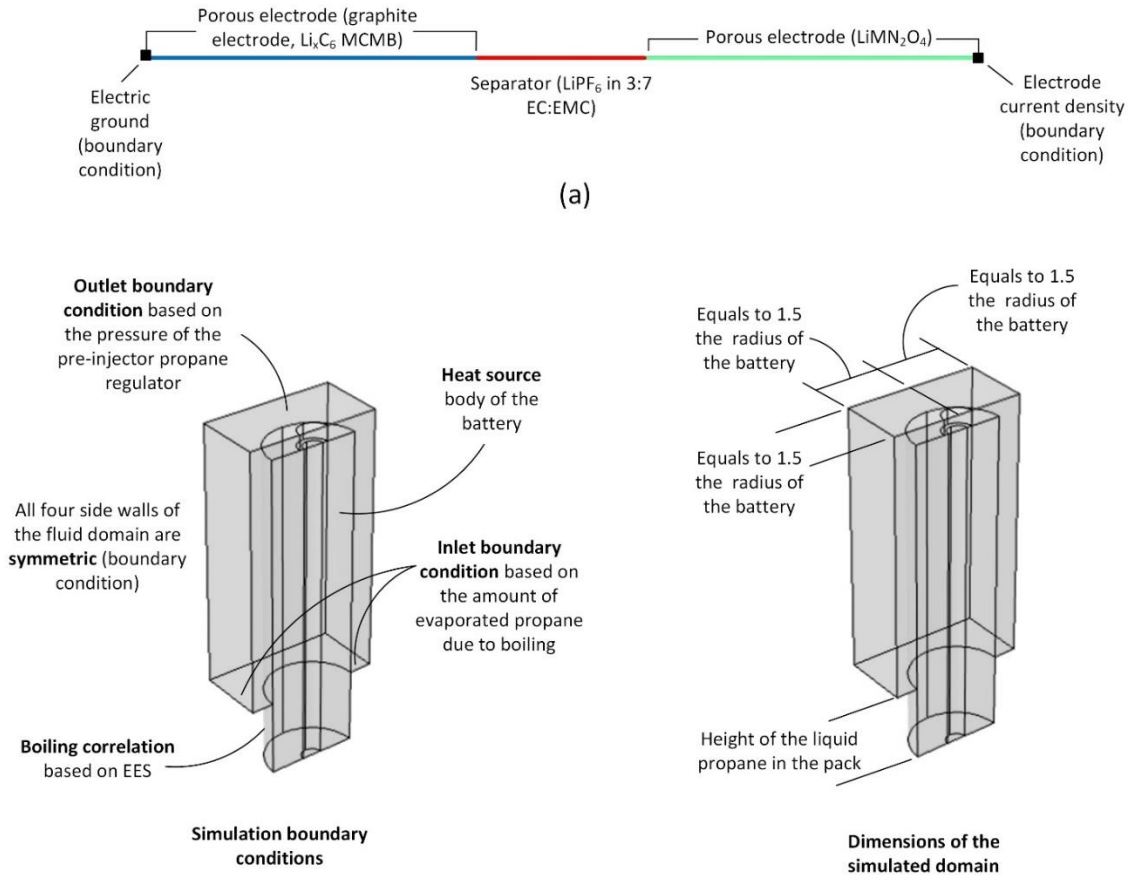 Porous electrode (graphite
electrode, LiₓC₆ MCMB)
Porous electrode (LiMN₂O₄)
Electric
ground
(boundary
condition)
Separator (LiPF₆ in 3:7
EC:EMC)
Electrode
current density
(boundary
condition)
(a)
Outlet boundary
condition based on
the pressure of the
pre-injector propane
regulator
Heat source
body of the
battery
All four side walls of
the fluid domain are
symmetric (boundary
condition)
Inlet boundary
condition based on
the amount of
evaporated propane
due to boiling
Boiling correlation
based on EES
Simulation boundary
conditions
Equals to 1.5
the radius of
the battery
Equals to 1.5
the radius of
the battery
Equals to 1.5
the radius of
the battery
Height of the liquid
propane in the pack
Dimensions of the
simulated domain